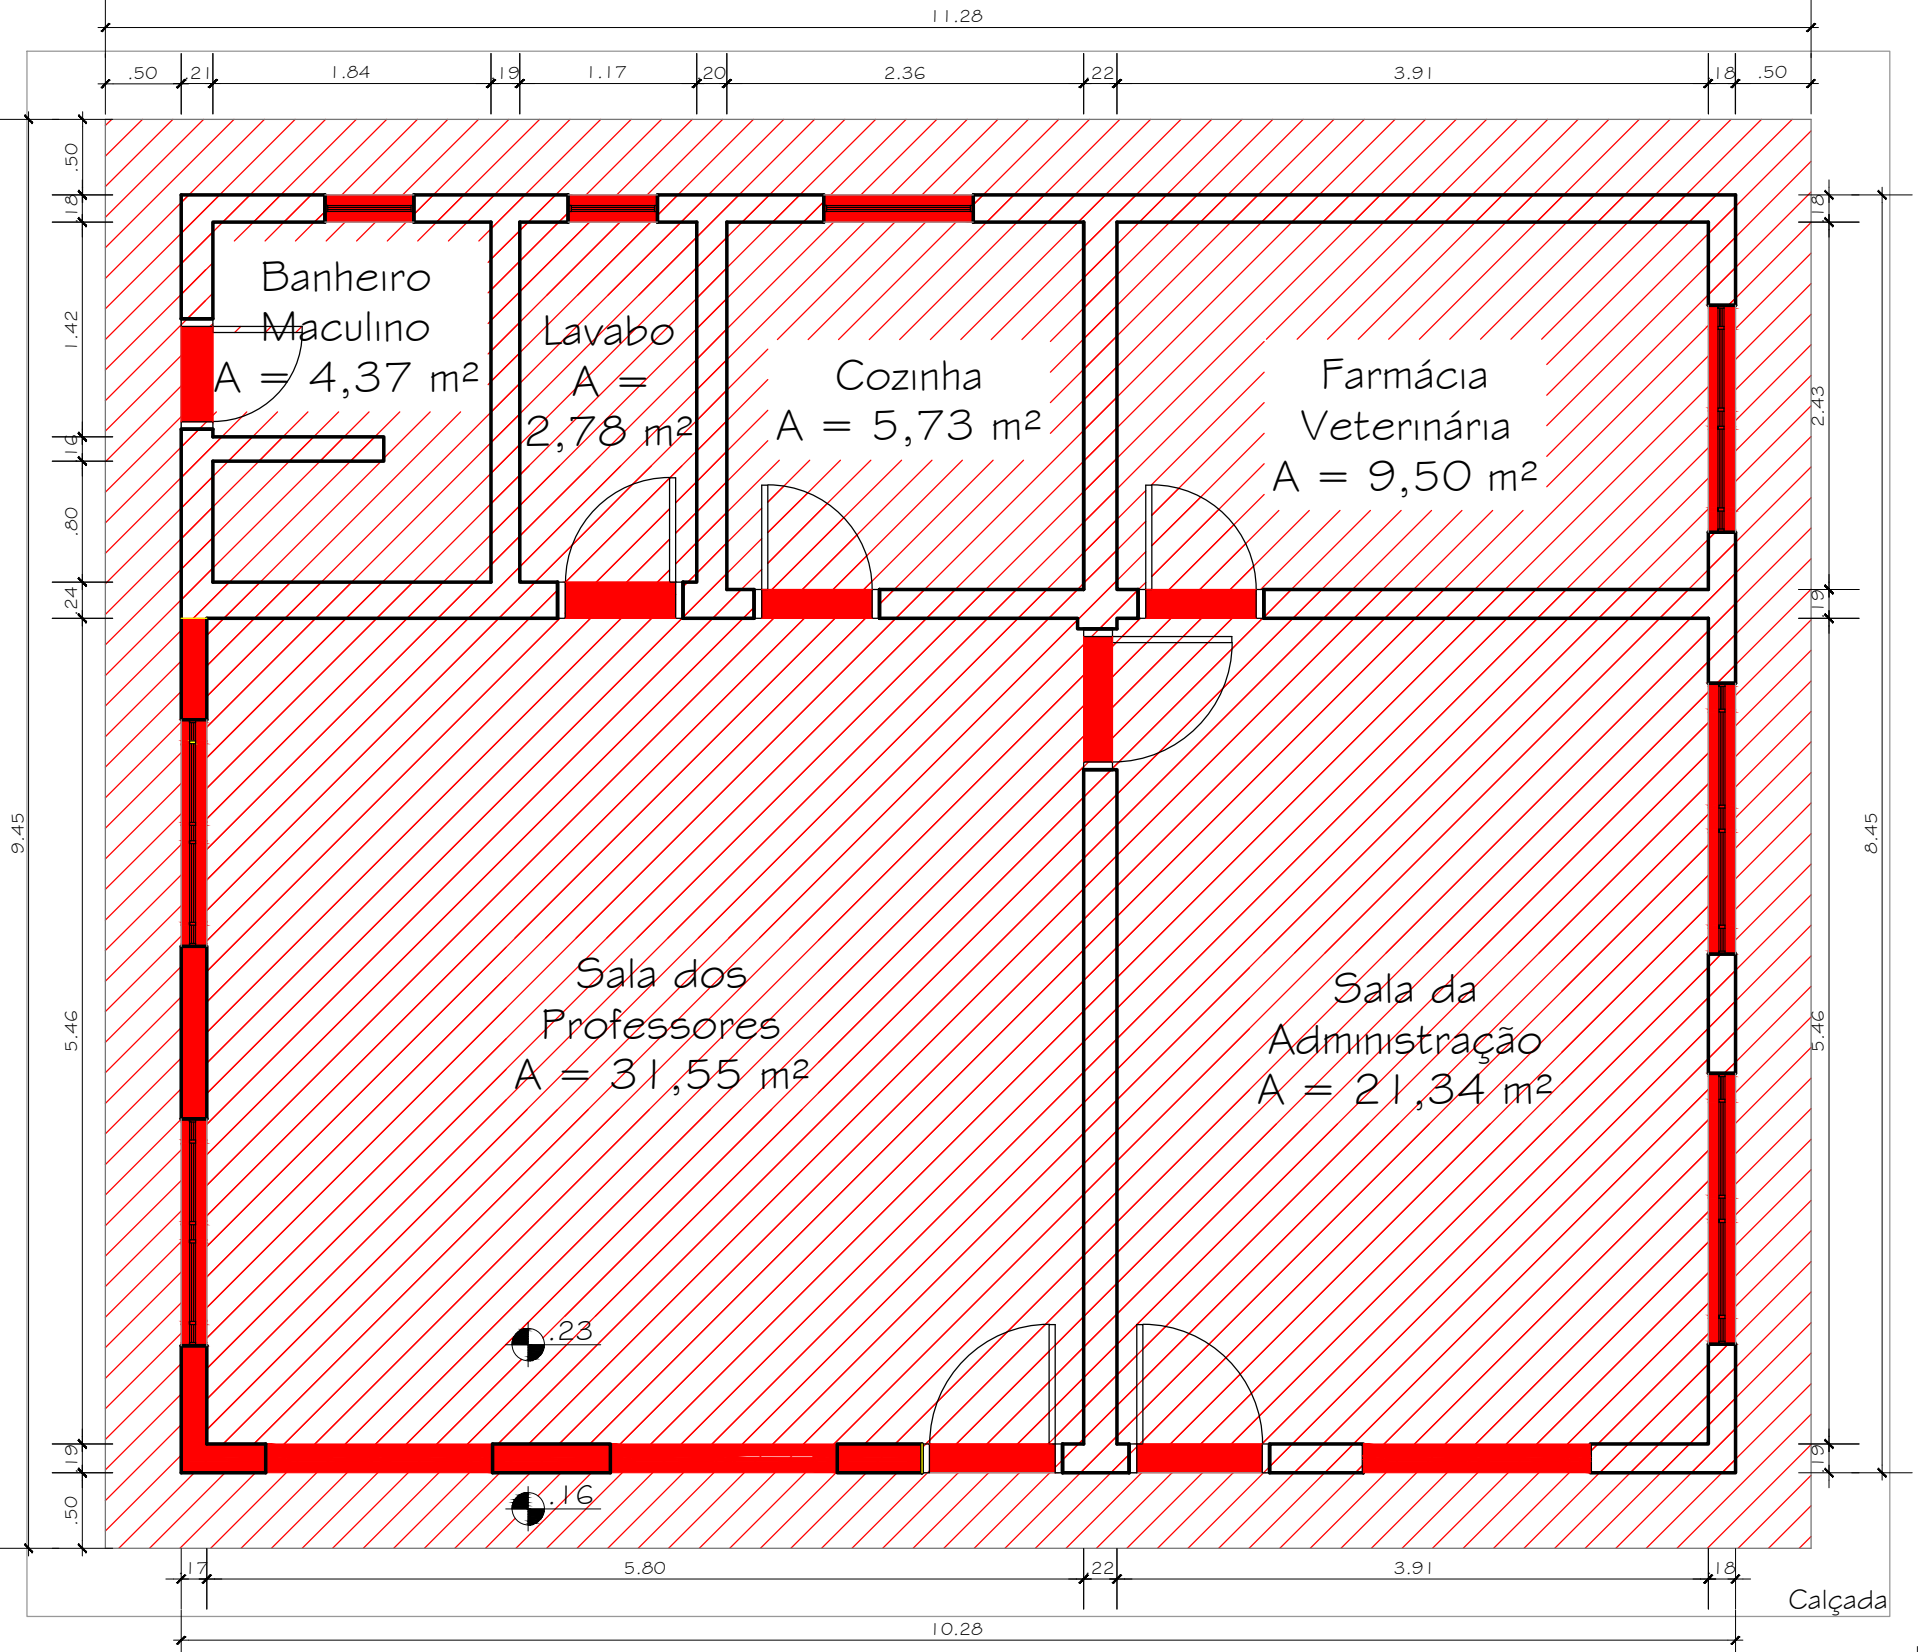 11.28
.50 .21 1.84 .19 1.17 .20 2.36 .22 3.91 .18 .50
.50
.18
1.42
.16
.80
.24
5.46
.19
.50
9.45
Banheiro
Maculino
A = 4,37 m²
Lavabo
A =
2,78 m²
Cozinha
A = 5,73 m²
Farmácia
Veterinária
A = 9,50 m²
.18
2.43
.19
5.46
.19
8.45
Sala dos
Professores
A = 31,55 m²
Sala da
Administração
A = 21,34 m²
.23
.16
.17 5.80 .22 3.91 .18
Calçada
10.28